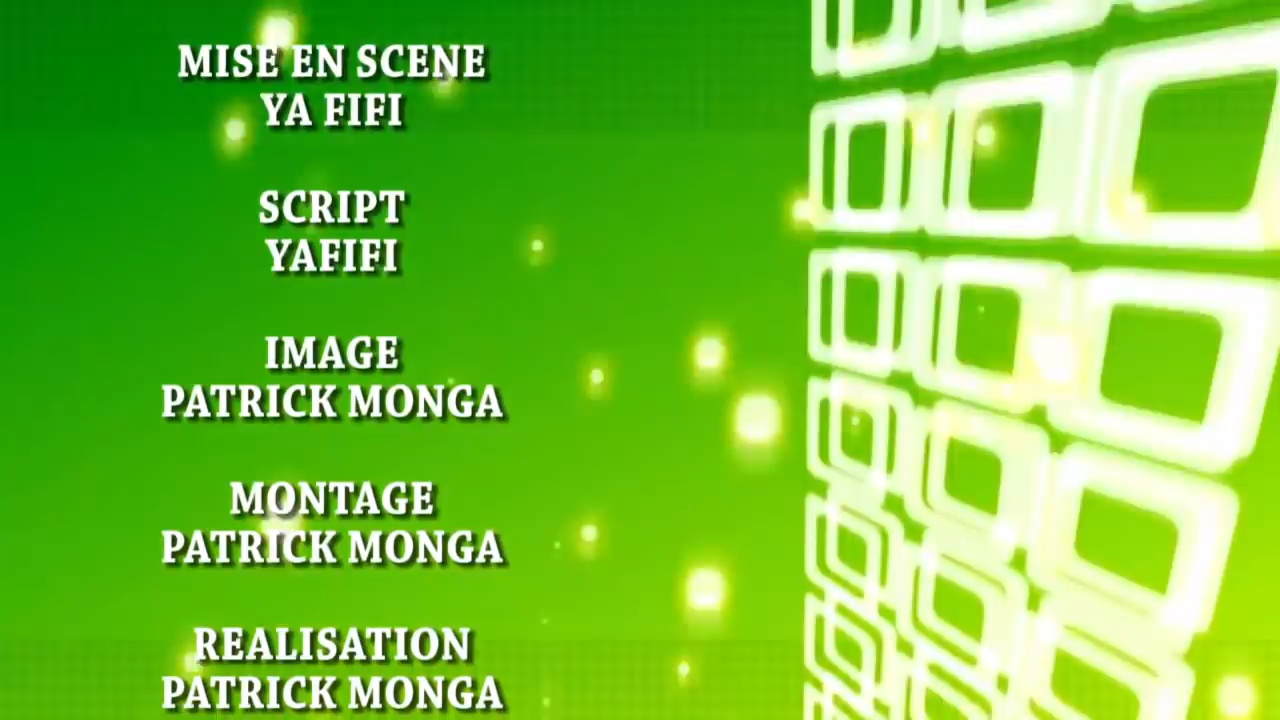 MISE EN SCENE
YA FIFI
SCRIPT
YAFIFI
IMAGE
PATRICK MONGA
MONTAGE
PATRICK MONGA
REALISATION
PATRICK MONGA